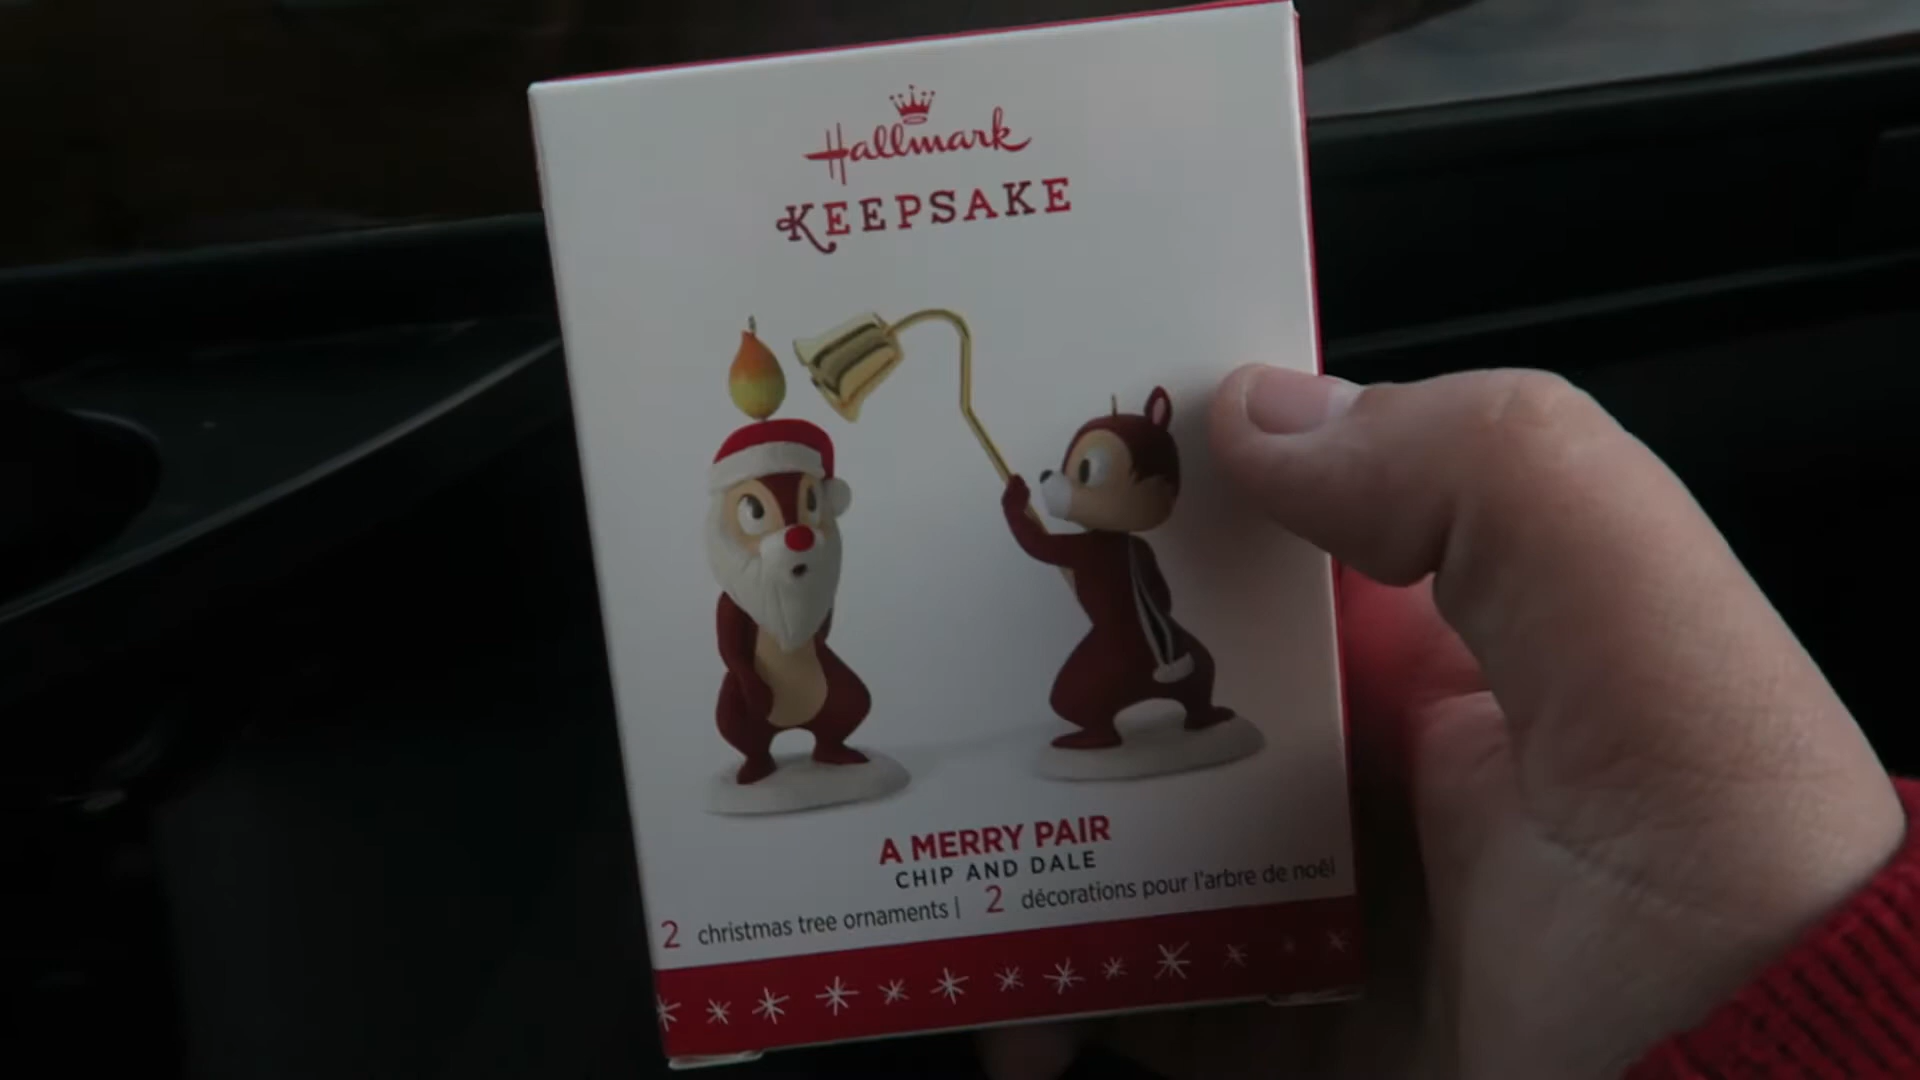 Hallmark
KEEPSAKE
A MERRY PAIR
CHIP AND DALE
2 christmas tree ornaments | 2 décorations pour l'arbre de noël